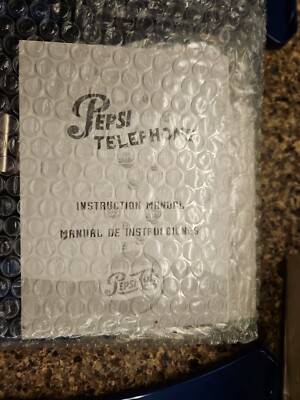 PEPSI
TELEPHONE
INSTRUCTION MANUAL
MANUAL DE INSTRUCCIONES
PEPSI-COLA